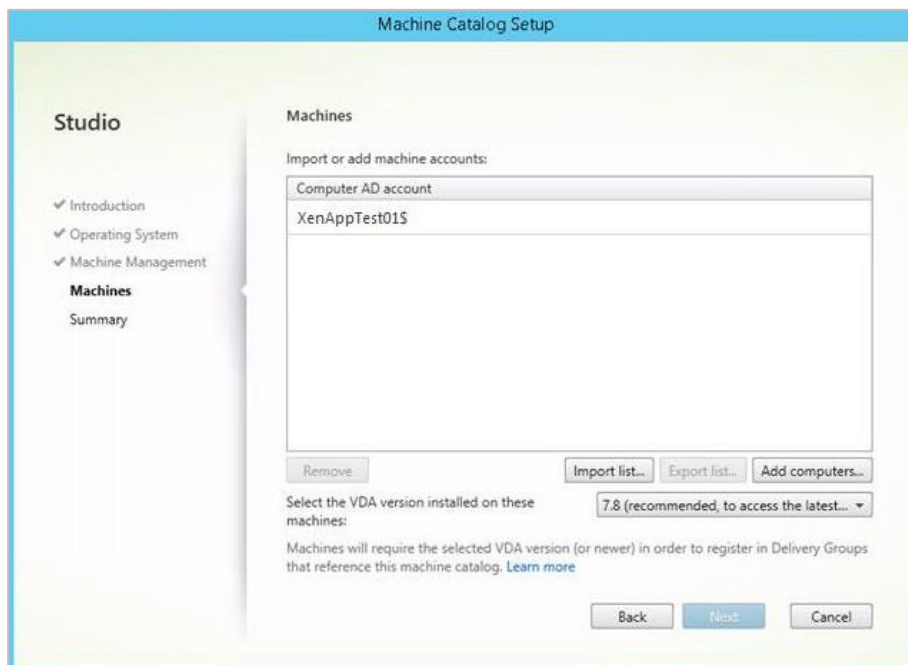 Machine Catalog Setup
Studio
✔ Introduction
✔ Operating System
✔ Machine Management
Machines
Summary
Machines
Import or add machine accounts:
Computer AD account
XenAppTest01$
Remove
Import list...
Export list...
Add computers...
Select the VDA version installed on these
machines:
7.8 (recommended, to access the latest...
Machines will require the selected VDA version (or newer) in order to register in Delivery Groups
that reference this machine catalog. Learn more
Back
Next
Cancel